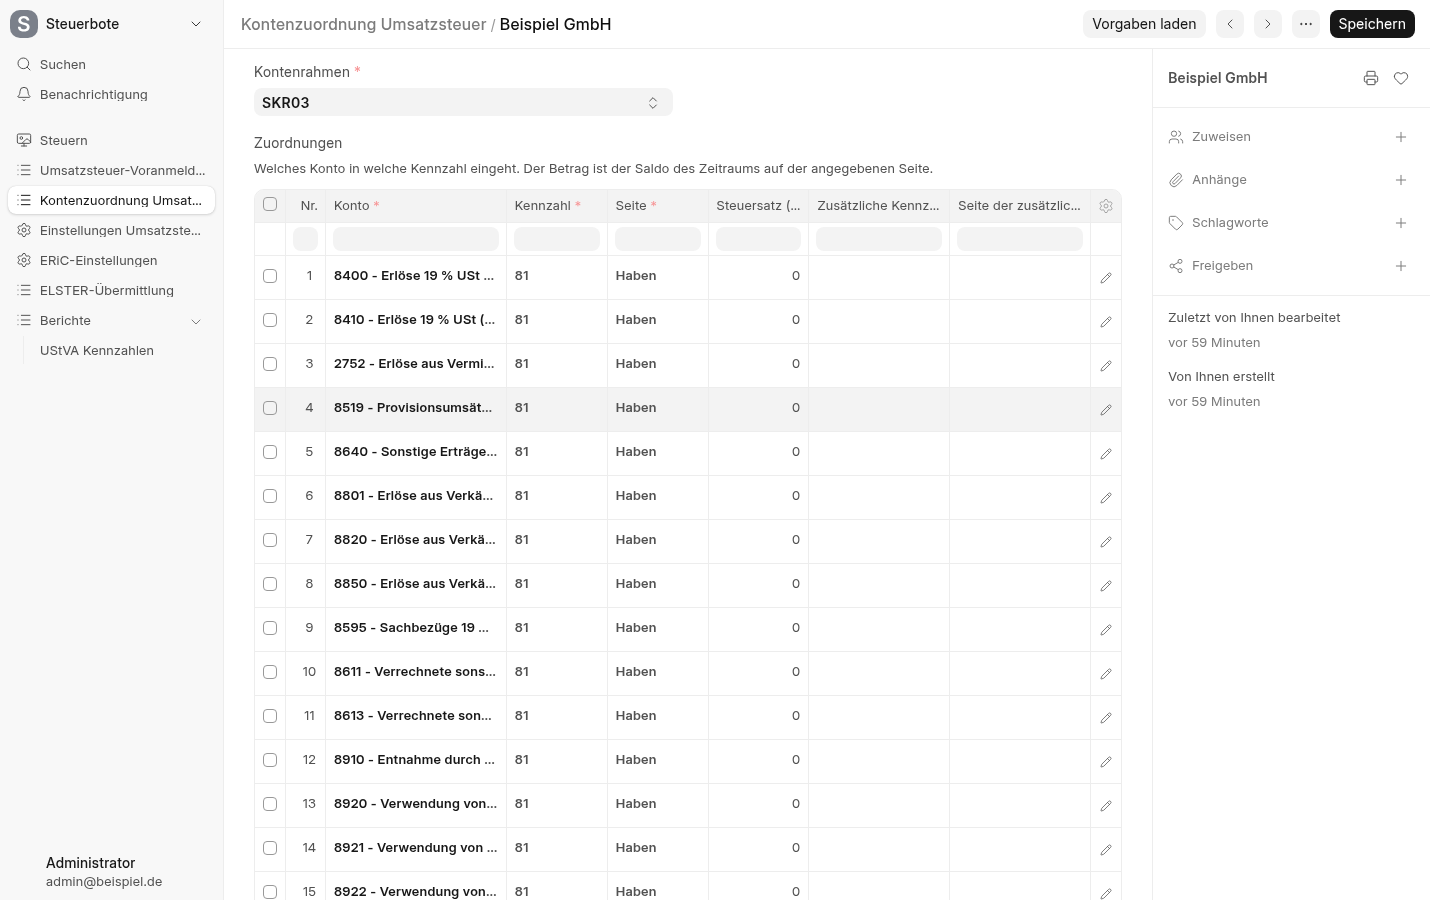 S
Steuerbote
Suchen
Benachrichtigung
Steuern
Umsatzsteuer-Voranmeld...
Kontenzuordnung Umsat...
Einstellungen Umsatzste...
ERiC-Einstellungen
ELSTER-Übermittlung
Berichte
UStVA Kennzahlen
Administrator
admin@beispiel.de
Kontenzuordnung Umsatzsteuer / Beispiel GmbH
Vorgaben laden
Speichern
Kontenrahmen *
SKR03
Zuordnungen
Welches Konto in welche Kennzahl eingeht. Der Betrag ist der Saldo des Zeitraums auf der angegebenen Seite.
Nr. Konto * Kennzahl * Seite * Steuersatz (... Zusätzliche Kennz... Seite der zusätzlic...
1 8400 - Erlöse 19 % USt ... 81 Haben 0
2 8410 - Erlöse 19 % USt (... 81 Haben 0
3 2752 - Erlöse aus Vermi... 81 Haben 0
4 8519 - Provisionsumsät... 81 Haben 0
5 8640 - Sonstige Erträge... 81 Haben 0
6 8801 - Erlöse aus Verkä... 81 Haben 0
7 8820 - Erlöse aus Verkä... 81 Haben 0
8 8850 - Erlöse aus Verkä... 81 Haben 0
9 8595 - Sachbezüge 19 ... 81 Haben 0
10 8611 - Verrechnete sons... 81 Haben 0
11 8613 - Verrechnete son... 81 Haben 0
12 8910 - Entnahme durch ... 81 Haben 0
13 8920 - Verwendung von... 81 Haben 0
14 8921 - Verwendung von ... 81 Haben 0
15 8922 - Verwendung von... 81 Haben 0
Beispiel GmbH
Zuweisen
Anhänge
Schlagworte
Freigeben
Zuletzt von Ihnen bearbeitet
vor 59 Minuten
Von Ihnen erstellt
vor 59 Minuten